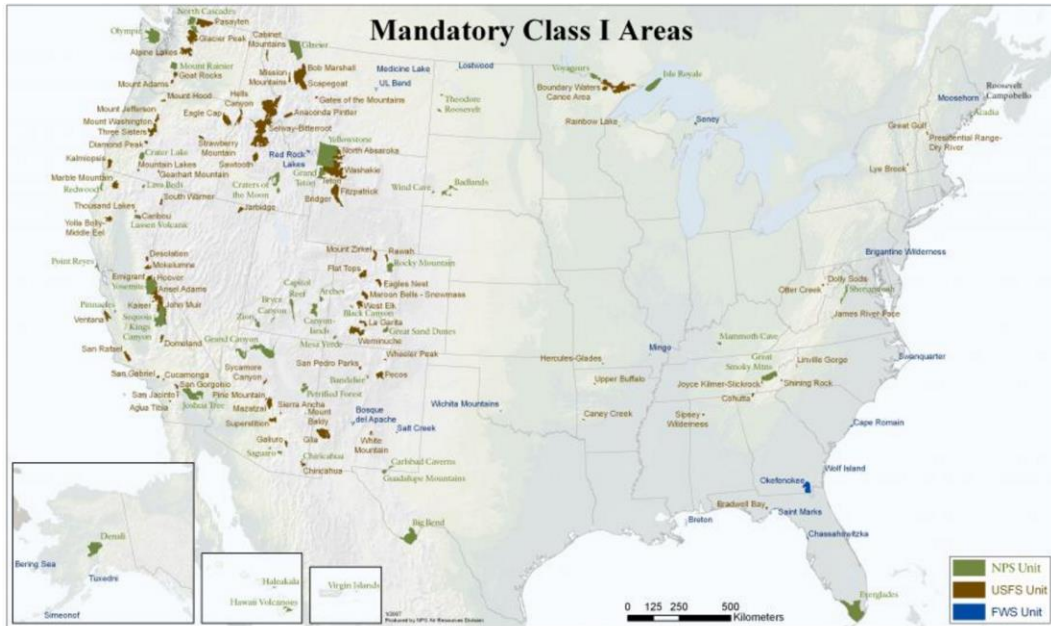 Mandatory Class I Areas
North Cascades
Pasayten
Olympic
Glacier Peak
Alpine Lakes
Mount Rainier
Goat Rocks
Mount Adams
Mount Hood
Mount Jefferson
Mount Washington
Three Sisters
Diamond Peak
Crater Lake
Mountain Lakes
Gearhart Mountain
Kalmiopsis
Marble Mountain
Redwood
Lava Beds
South Warner
Thousand Lakes
Caribou
Lassen Volcanic
Yolla Bolly-
Middle Eel
Cabinet
Mountains
Glacier
Mission
Mountains
Bob Marshall
Scapegoat
Gates of the Mountains
Hells
Canyon
Eagle Cap
Anaconda Pintler
Selway-Bitterroot
Strawberry
Mountain
Sawtooth
Red Rock
Lakes
Yellowstone
North Absaroka
Washakie
Grand
Teton
Teton
Fitzpatrick
Bridger
Craters of
the Moon
Jarbidge
Medicine Lake
UL Bend
Lostwood
Theodore
Roosevelt
Wind Cave
Badlands
Voyageurs
Isle Royale
Boundary Waters
Canoe Area
Rainbow Lake
Seney
Moosehorn
Roosevelt
Campobello
Acadia
Great Gulf
Presidential Range-
Dry River
Lye Brook
Brigantine Wilderness
Dolly Sods
Otter Creek
Shenandoah
James River Face
Point Reyes
Desolation
Mokelumne
Emigrant
Hoover
Yosemite
Ansel Adams
Kaiser
John Muir
Pinnacles
Ventana
Sequoia
Kings
Canyon
Domeland
San Rafael
San Gabriel
Cucamonga
San Gorgonio
San Jacinto
Agua Tibia
Joshua Tree
Mount Zirkel
Rawah
Flat Tops
Rocky Mountain
Eagles Nest
Maroon Bells - Snowmass
West Elk
Black Canyon
La Garita
Great Sand Dunes
Weminuche
Mesa Verde
Capitol
Reef
Arches
Bryce
Canyon
Canyon-
lands
Zion
Grand Canyon
Sycamore
Canyon
Pine Mountain
Mazatzal
Superstition
Sierra Ancha
Mount
Baldy
Petrified Forest
Galiuro
Saguaro
Gila
Chiricahua
Chiricahua
San Pedro Parks
Wheeler Peak
Bandelier
Pecos
Bosque
del Apache
Salt Creek
White
Mountain
Carlsbad Caverns
Guadalupe Mountains
Big Bend
Wichita Mountains
Hercules-Glades
Upper Buffalo
Caney Creek
Mingo
Mammoth Cave
Great
Smoky Mtns
Joyce Kilmer-Slickrock
Linville Gorge
Shining Rock
Cohutta
Sipsey
Wilderness
Swanquarter
Cape Romain
Wolf Island
Okefenokee
Bradwell Bay
Saint Marks
Breton
Chassahowitzka
Everglades
Denali
Bering Sea
Tuxedni
Simeonof
Haleakala
Hawaii Volcanoes
Virgin Islands
Produced by NPS Air Resources Division
0 125 250 500
Kilometers
NPS Unit
USFS Unit
FWS Unit